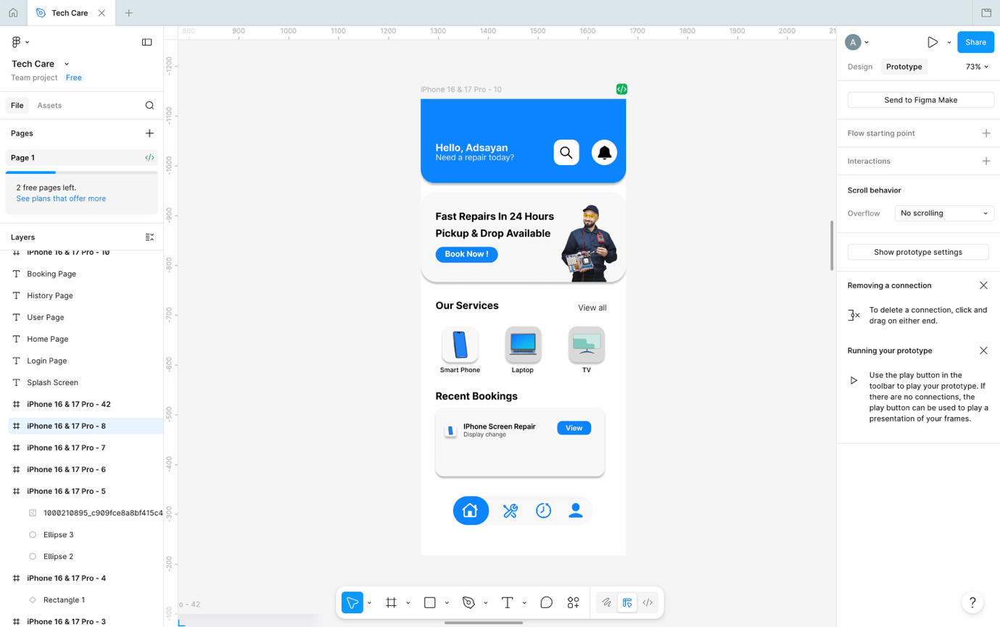 Tech Care
800
900
1000
1100
1200
1300
1400
1500
1600
1700
1800
1900
2000
21
A
Share
Tech Care
Team project
Free
Design
Prototype
73%
Send to Figma Make
File
Assets
Pages
Page 1
2 free pages left.
See plans that offer more
Layers
iPhone 16 & 17 Pro - 10
Booking Page
History Page
User Page
Home Page
Login Page
Splash Screen
iPhone 16 & 17 Pro - 42
iPhone 16 & 17 Pro - 8
iPhone 16 & 17 Pro - 7
iPhone 16 & 17 Pro - 6
iPhone 16 & 17 Pro - 5
1000210895_c909fce8a8bf415c4
Ellipse 3
Ellipse 2
iPhone 16 & 17 Pro - 4
Rectangle 1
iPhone 16 & 17 Pro - 3
-1200
-1100
-1000
-900
-800
-700
-600
-500
-400
-300
-200
-100
iPhone 16 & 17 Pro - 10
Hello, Adsayan
Need a repair today?
Fast Repairs In 24 Hours
Pickup & Drop Available
Book Now !
Our Services
View all
Smart Phone
Laptop
TV
Recent Bookings
IPhone Screen Repair
Display change
View
o - 42
Flow starting point
Interactions
Scroll behavior
Overflow
No scrolling
Show prototype settings
Removing a connection
To delete a connection, click and
drag on either end.
Running your prototype
Use the play button in the
toolbar to play your prototype. If
there are no connections, the
play button can be used to play a
presentation of your frames.
?